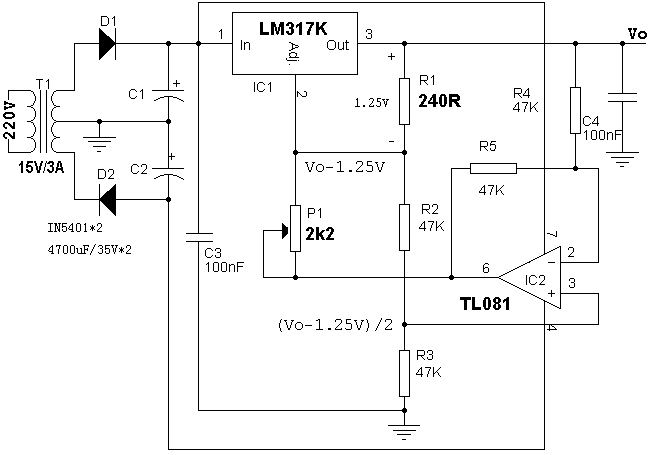 D1
1
LM317K
In
Adj.
Out
3
Vo
T1
220V
15V/3A
C1
+
IC1
2
+
1.25V
-
R1
240R
R4
47K
C4
100nF
C2
+
D2
Vo-1.25V
R5
47K
IN5401*2
4700uF/35V*2
P1
2k2
R2
47K
C3
100nF
7
2
-
6
IC2
3
+
TL081
4
(Vo-1.25V)/2
R3
47K